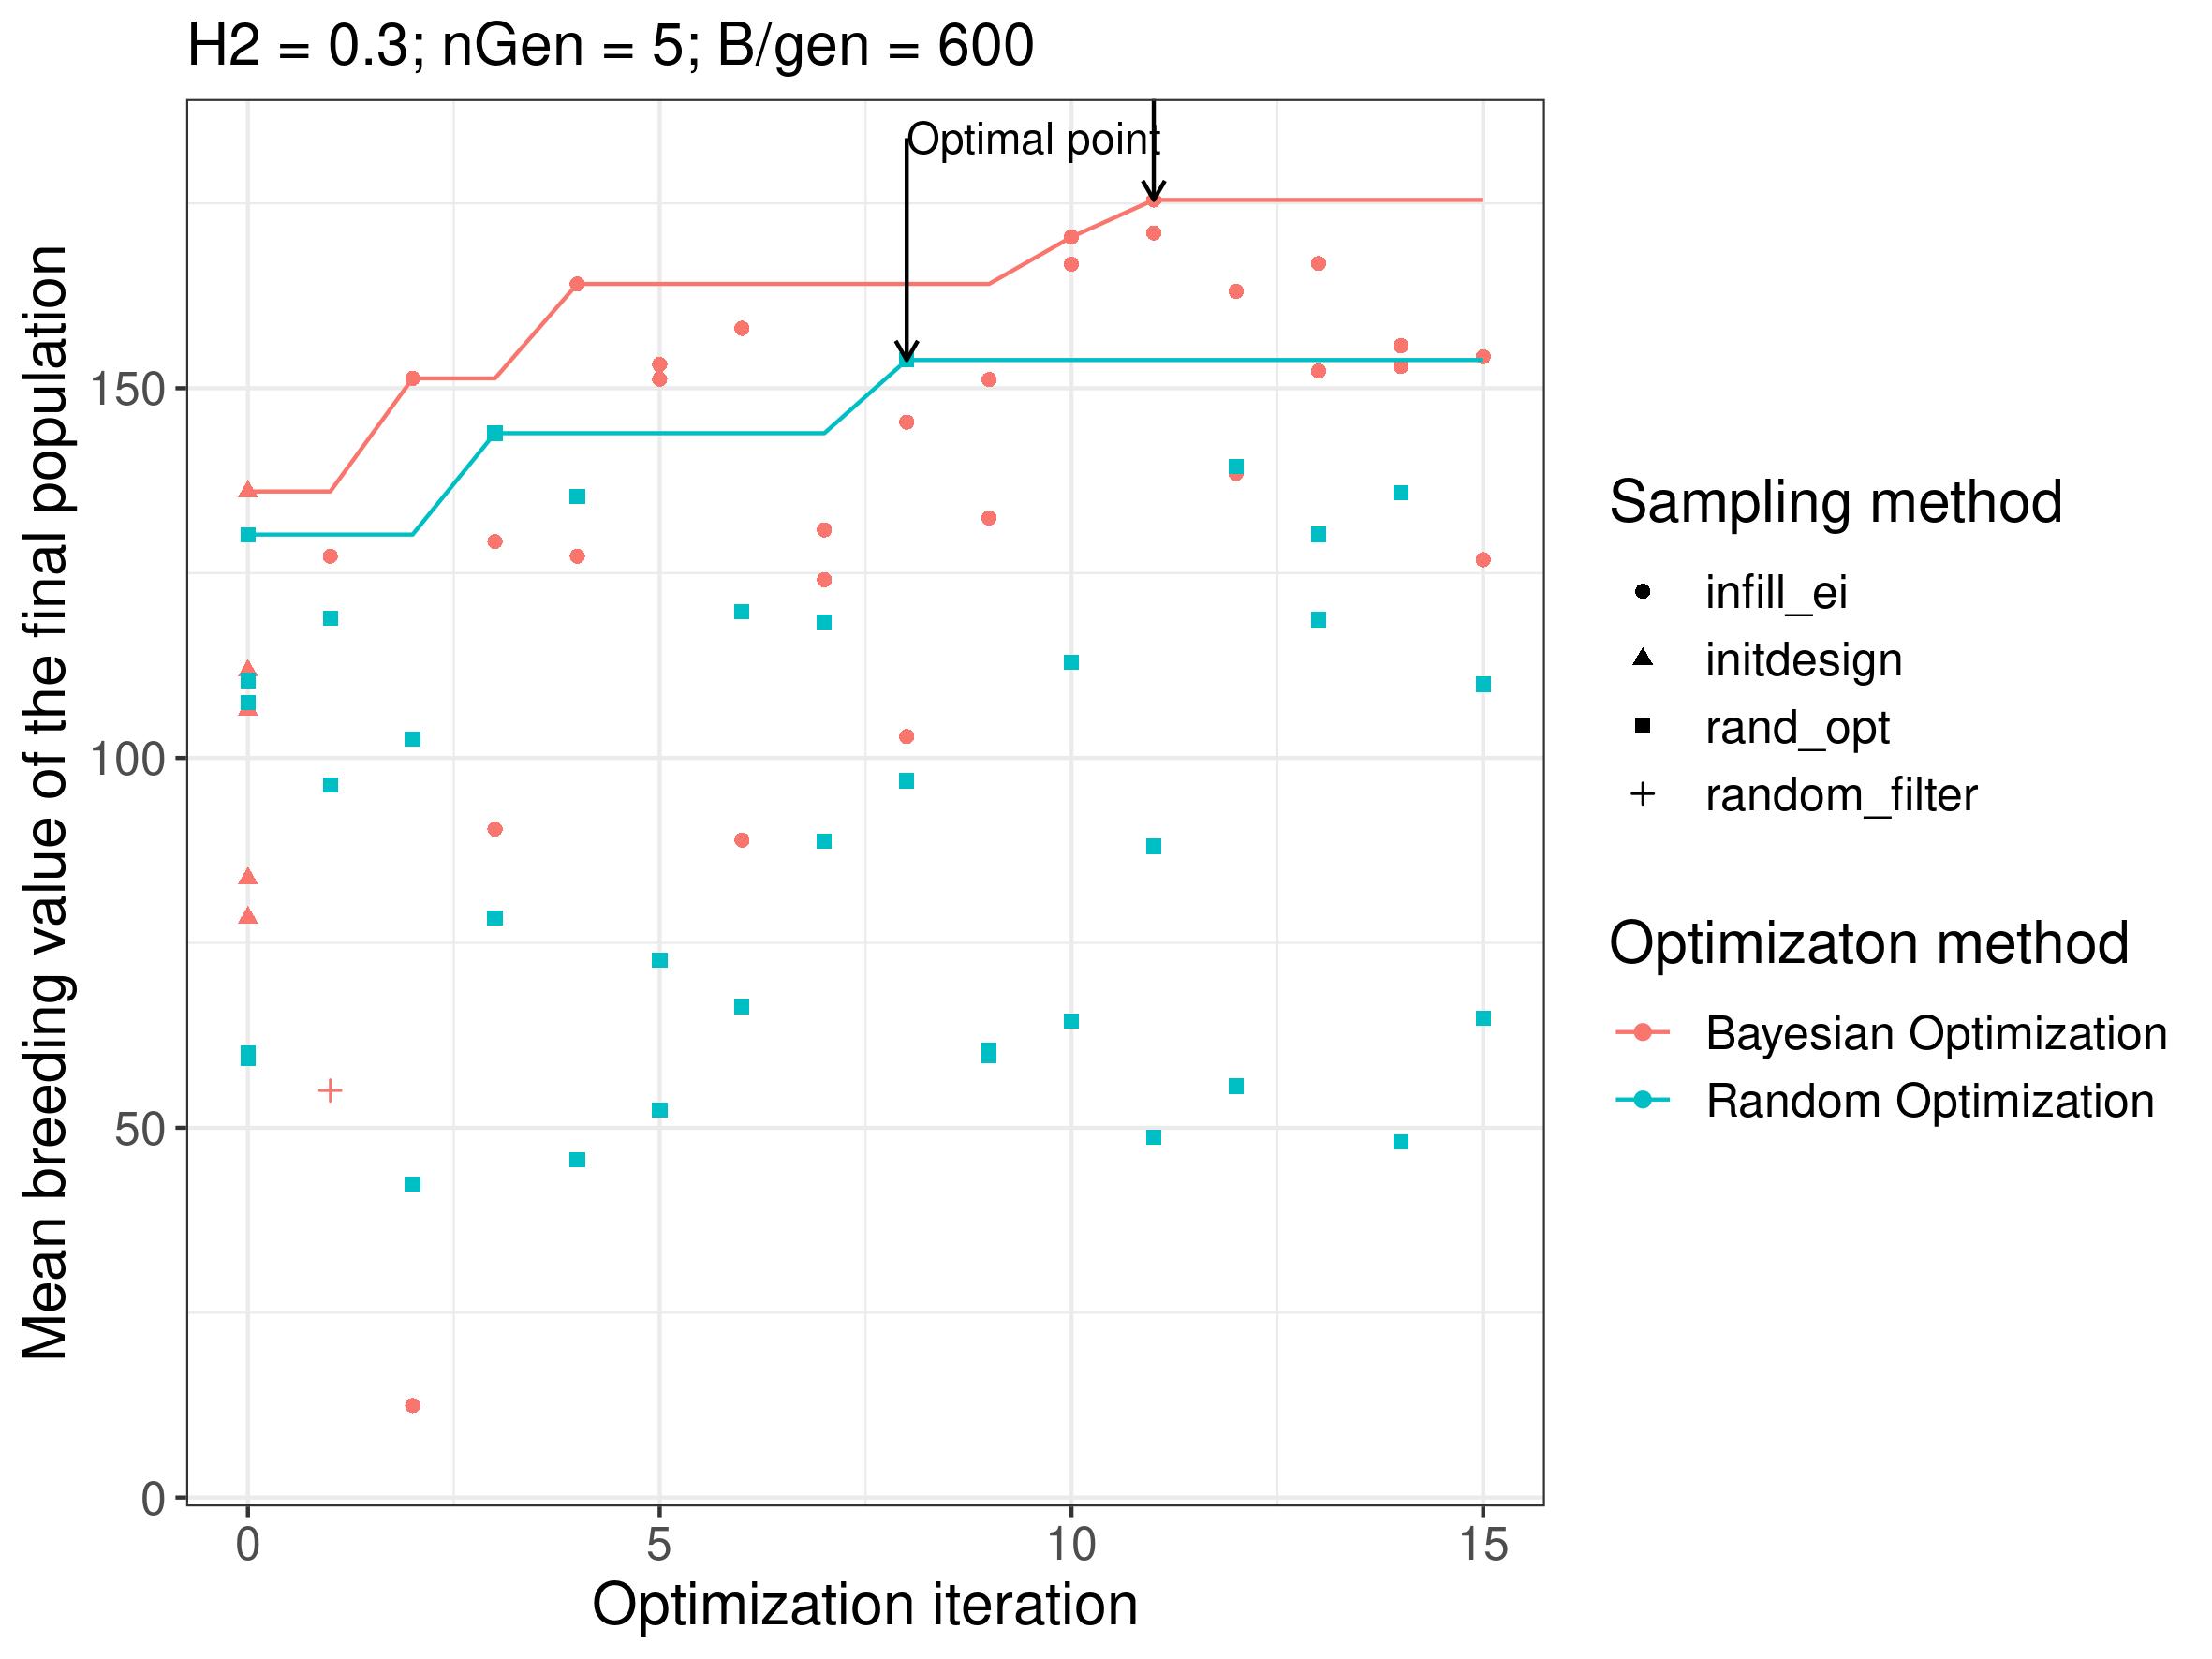 H2 = 0.3; nGen = 5; B/gen = 600
Optimal point
Mean breeding value of the final population
150
100
50
0
0 5 10 15
Optimization iteration
Sampling method
infill_ei
initdesign
rand_opt
random_filter
Optimizaton method
Bayesian Optimization
Random Optimization